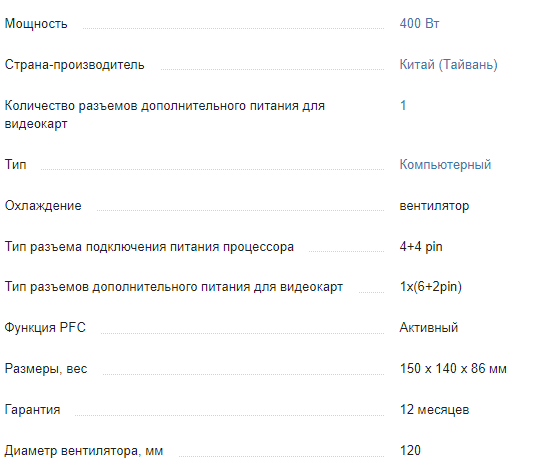 Мощность 400 Вт
Страна-производитель Китай (Тайвань)
Количество разъемов дополнительного питания для 1
видеокарт
Тип Компьютерный
Охлаждение вентилятор
Тип разъема подключения питания процессора 4+4 pin
Тип разъемов дополнительного питания для видеокарт 1x(6+2pin)
Функция PFC Активный
Размеры, вес 150 x 140 x 86 мм
Гарантия 12 месяцев
Диаметр вентилятора, мм 120